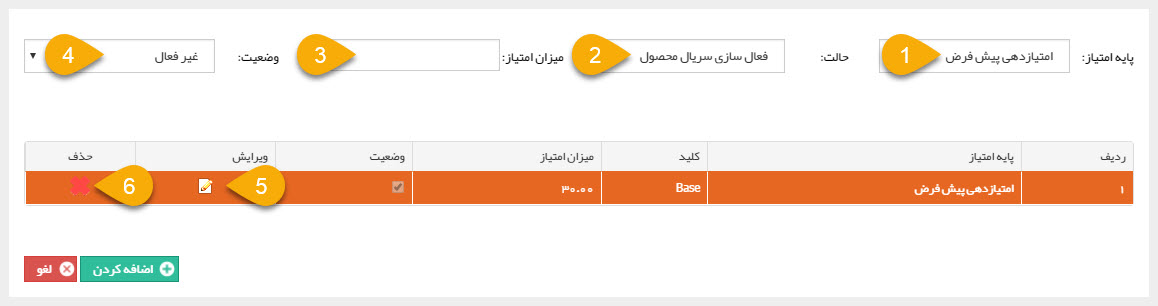 پایه امتیاز: امتیازدهی پیش فرض 1 حالت: فعال سازی سریال محصول 2 میزان امتیاز: 3 وضعیت: غیر فعال 4
ردیف پایه امتیاز کلید میزان امتیاز وضعیت ویرایش حذف
۱ امتیازدهی پیش فرض Base ۳۰.۰۰ 5 6
اضافه کردن لغو